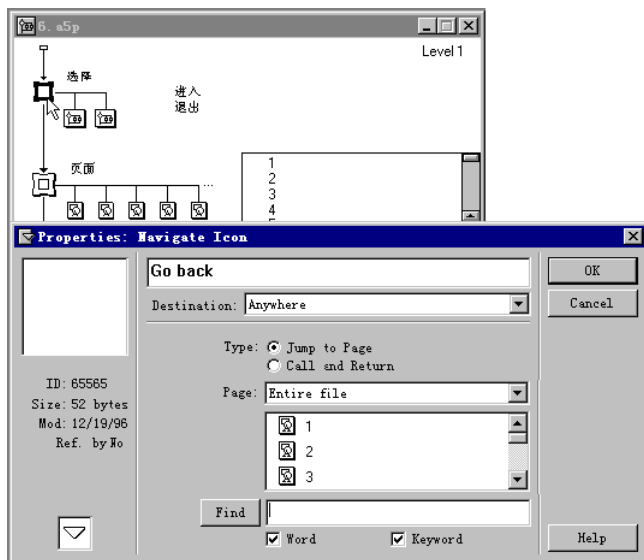 6. a5p
Level 1
选择
进入
退出
页面
...
1
2
3
4
Properties: Navigate Icon
Go back
OK
Destination: Anywhere
Cancel
Type: Jump to Page
Call and Return
ID: 65565
Size: 52 bytes
Mod: 12/19/96
Ref. by No
Page: Entire file
1
2
3
Find
Word
Keyword
Help